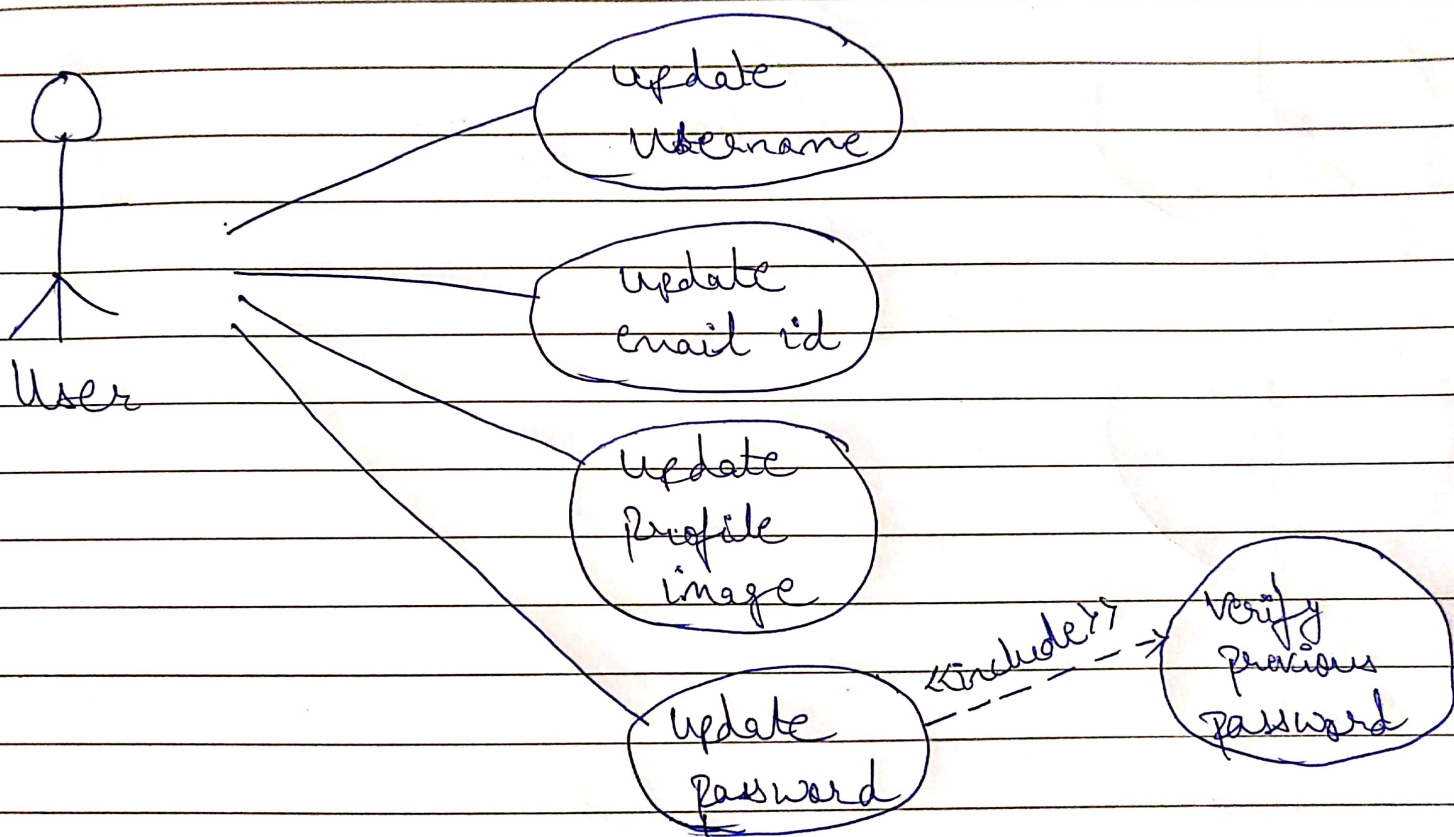 update
Username
update
email id
User
update
Profile
image
<<include>>
Verify
previous
password
update
password